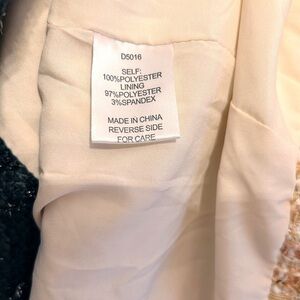 D5016
SELF:
100%POLYESTER
LINING
97%POLYESTER
3%SPANDEX
MADE IN CHINA
REVERSE SIDE
FOR CARE